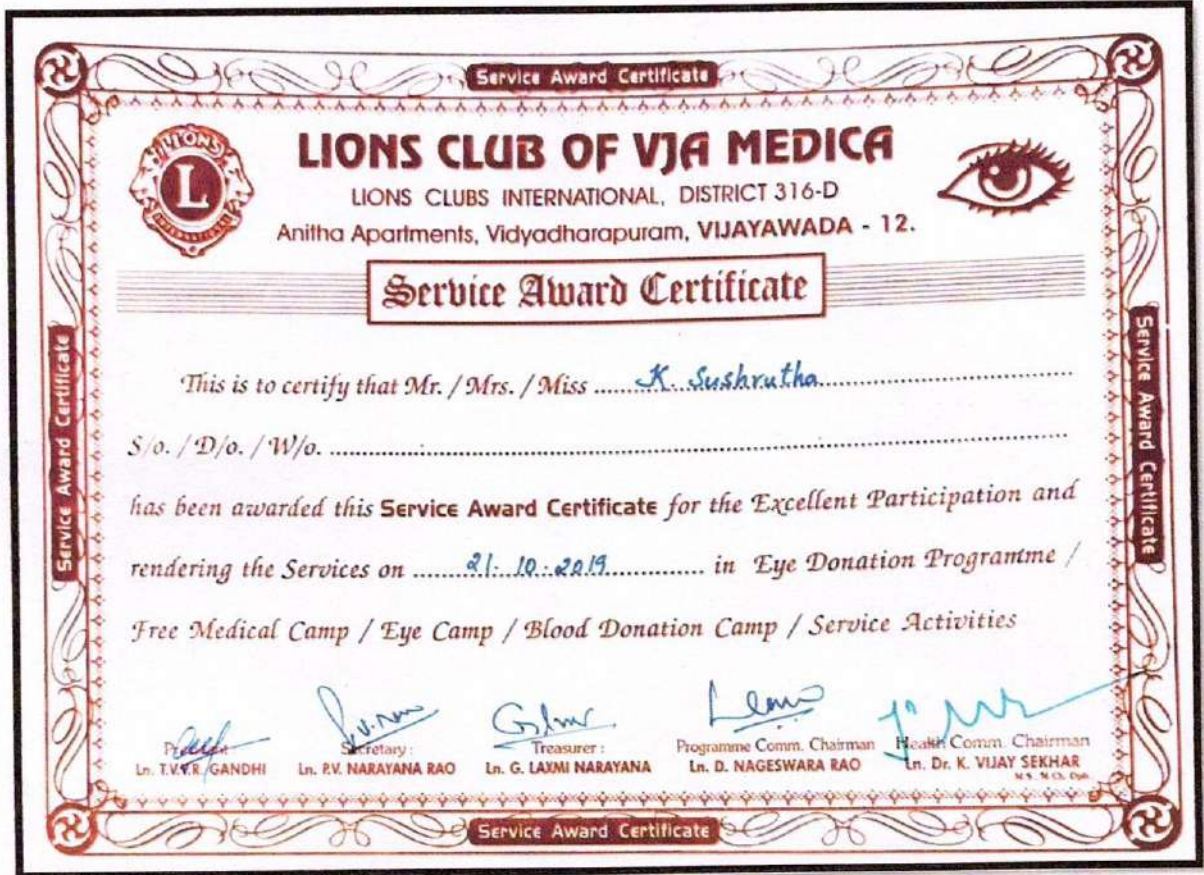 Service Award Certificate
LIONS
L
INTERNATIONAL
LIONS CLUB OF VJA MEDICA
LIONS CLUBS INTERNATIONAL, DISTRICT 316-D
Anitha Apartments, Vidyadharapuram, VIJAYAWADA - 12.
Service Award Certificate
Service Award Certificate
Service Award Certificate
This is to certify that Mr. / Mrs. / Miss ...... K. Sushrutha ......
S/o. / D/o. / W/o. ......
has been awarded this Service Award Certificate for the Excellent Participation and
rendering the Services on ...... 21.10.2019 ...... in Eye Donation Programme /
Free Medical Camp / Eye Camp / Blood Donation Camp / Service Activities
President Secretary : Treasurer : Programme Comm. Chairman Health Comm. Chairman
Ln. T.V.V.R. GANDHI Ln. P.V. NARAYANA RAO Ln. G. LAXMI NARAYANA Ln. D. NAGESWARA RAO Ln. Dr. K. VIJAY SEKHAR
Service Award Certificate